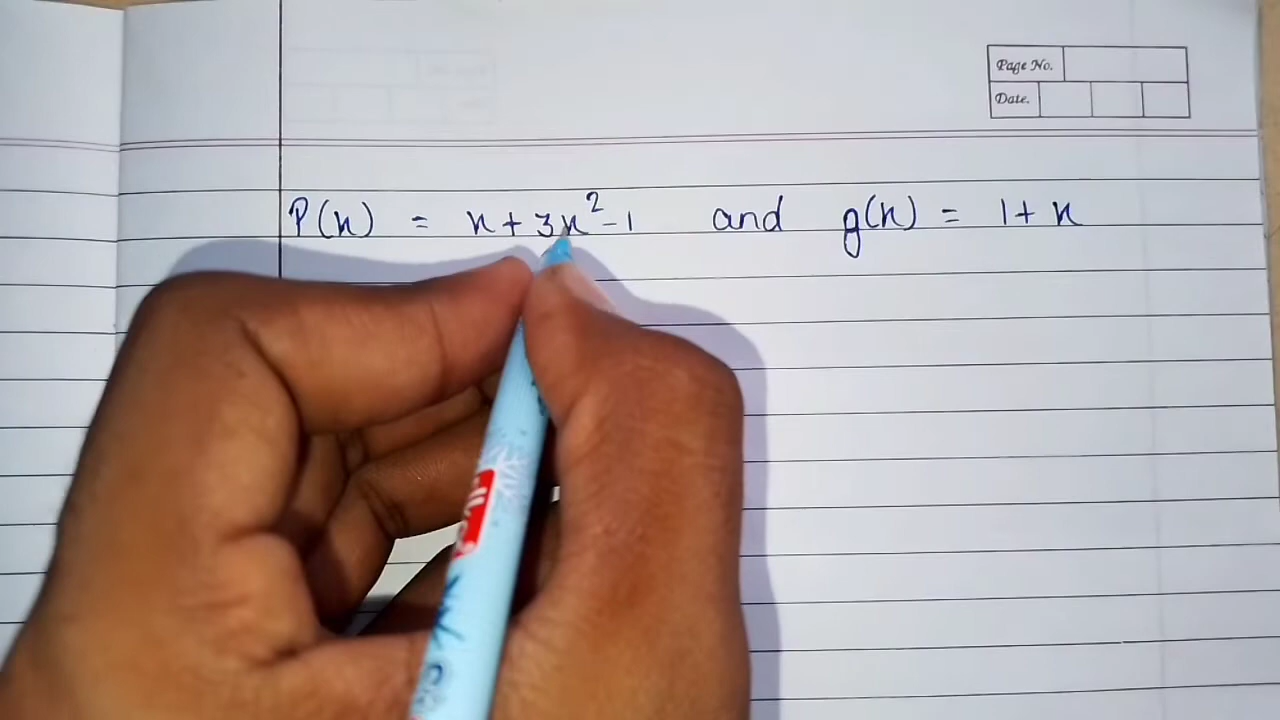 Page No.
Date.
P(x) = x + 3x² - 1 and g(x) = 1 + x